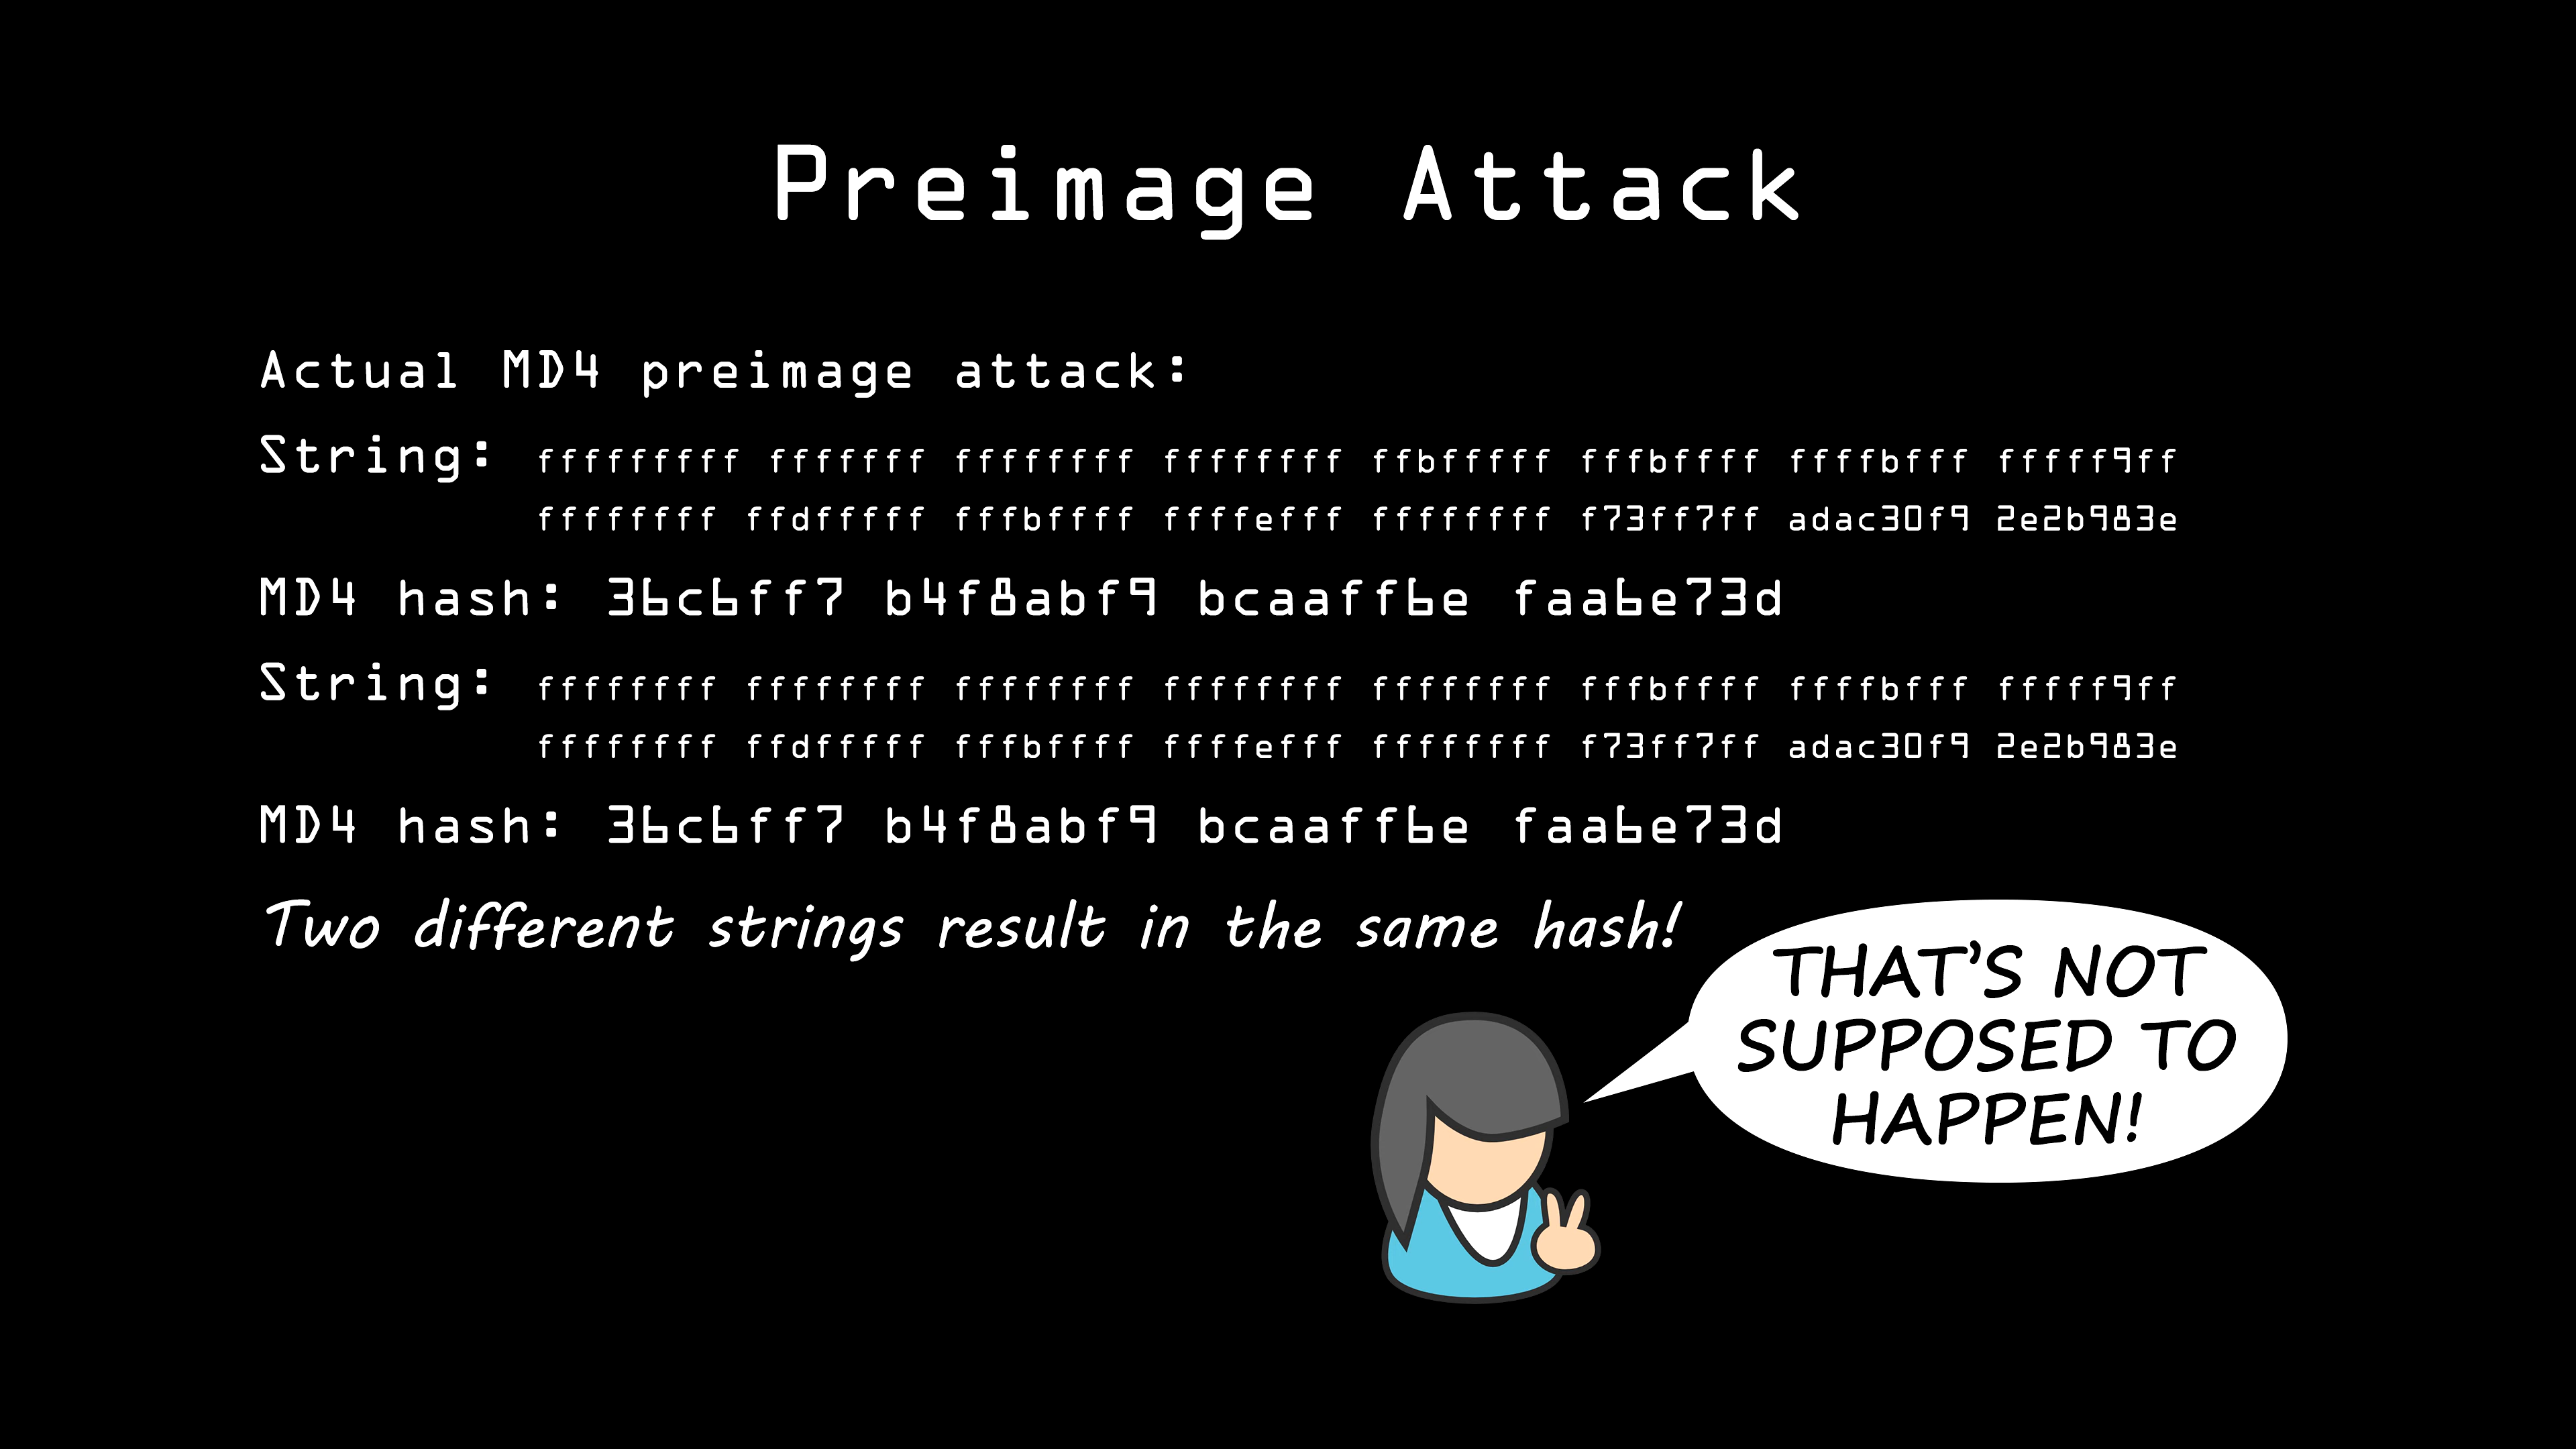 Preimage Attack
Actual MD4 preimage attack:
String: fffffffff fffffff ffffffff ffffffff ffbfffff fffbffff ffffbfff fffff9ff
ffffffff ffdfffff fffbffff ffffefff ffffffff f73ff7ff adac30f9 2e2b983e
MD4 hash: 36c6ff7 b4f8abf9 bcaaff6e faa6e73d
String: ffffffff ffffffff ffffffff ffffffff ffffffff fffbffff ffffbfff fffff9ff
ffffffff ffdfffff fffbffff ffffefff ffffffff f73ff7ff adac30f9 2e2b983e
MD4 hash: 36c6ff7 b4f8abf9 bcaaff6e faa6e73d
Two different strings result in the same hash!
THAT'S NOT
SUPPOSED TO
HAPPEN!